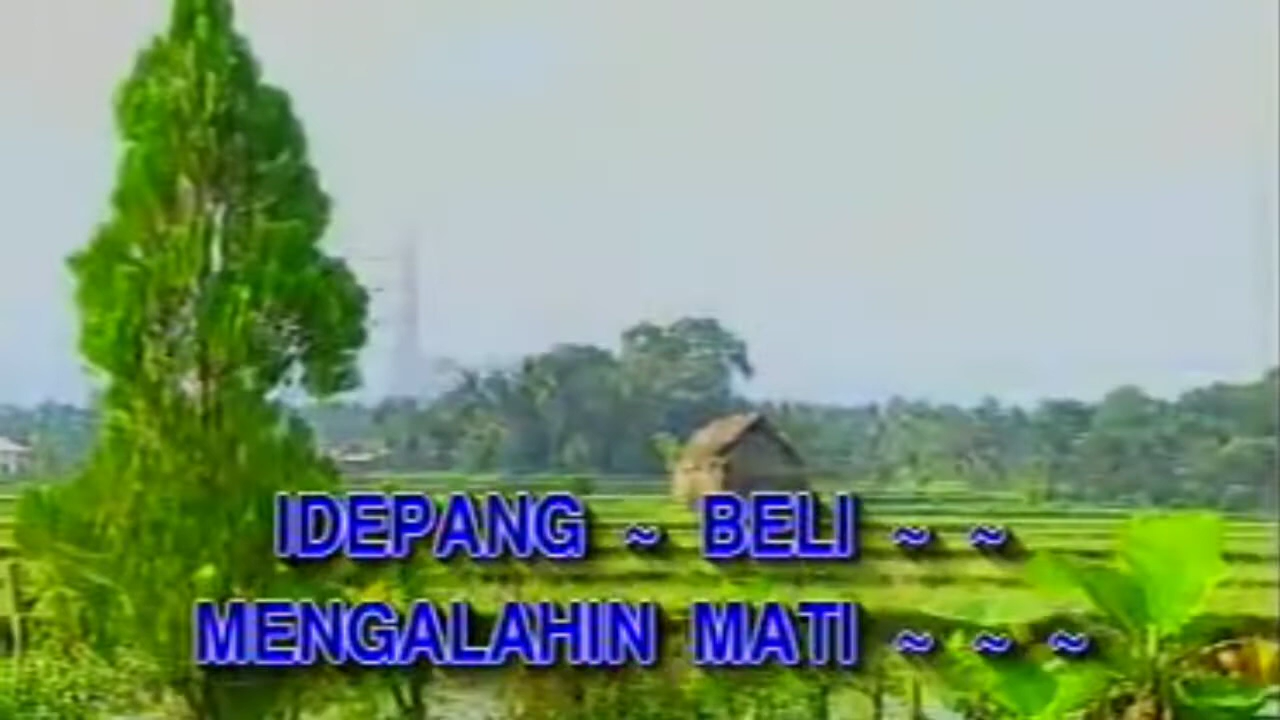 IDEPANG ~ BELI ~ ~
MENGALAHIN MATI ~ ~ ~